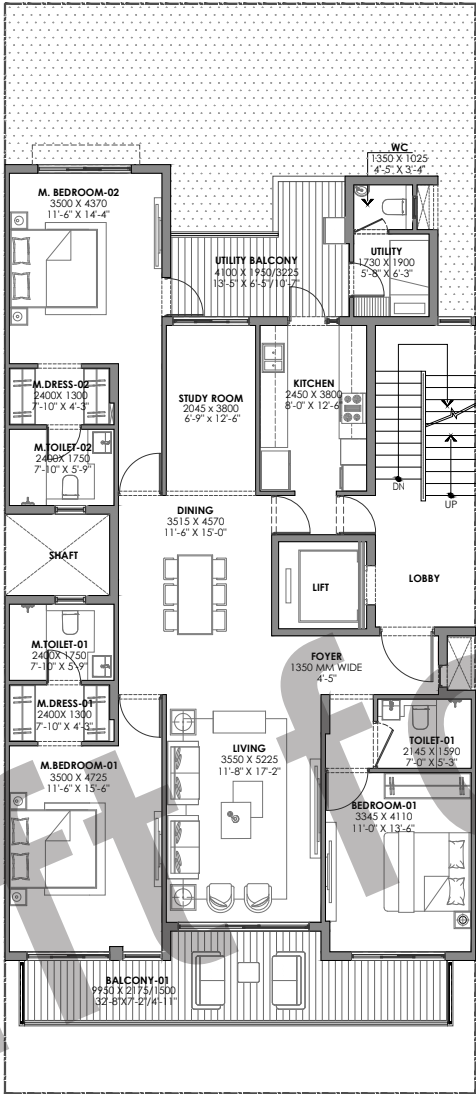 WC
1350 X 1025
4'-5" X 3'-4"
M. BEDROOM-02
3500 X 4370
11'-6" X 14'-4"
UTILITY BALCONY
4100 X 1950/3225
13'-5" X 6'-5"/10'-7"
UTILITY
1730 X 1900
5'-8" X 6'-3"
M.DRESS-02
2400X 1300
7'-10" X 4'-3"
STUDY ROOM
2045 x 3800
6'-9" x 12'-6"
KITCHEN
2450 X 3800
8'-0" X 12'-6"
M.TOILET-02
2400X 1750
7'-10" X 5'-9"
DN
UP
DINING
3515 X 4570
11'-6" X 15'-0"
SHAFT
LIFT
LOBBY
M.TOILET-01
2400X 1750
7'-10" X 5'-9"
FOYER
1350 MM WIDE
4'-5"
M.DRESS-01
2400X 1300
7'-10" X 4'-3"
TOILET-01
2145 X 1590
7'-0" X 5'-3"
LIVING
3550 X 5225
11'-8" X 17'-2"
M.BEDROOM-01
3500 X 4725
11'-6" X 15'-6"
BEDROOM-01
3345 X 4110
11'-0" X 13'-6"
BALCONY-01
9950 X 2175/1500
32'-8"X7'-2"/4'-11"
ft fo